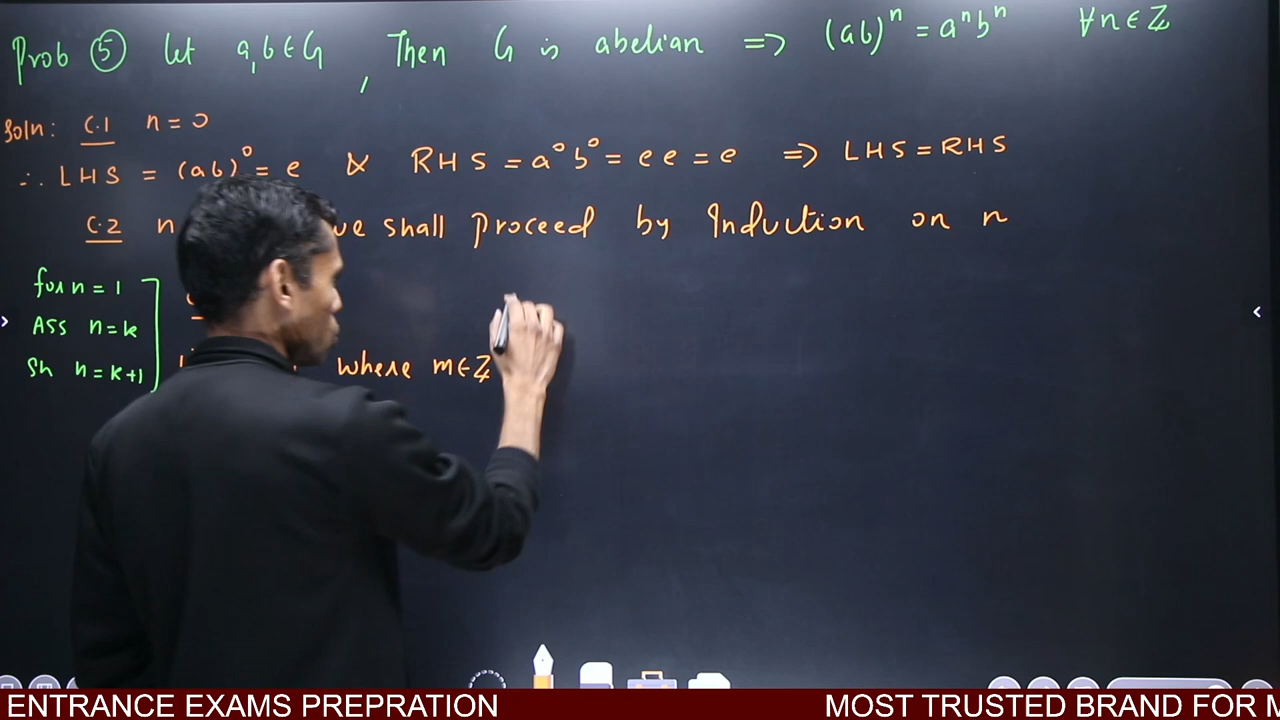 Prob ⑤ let a,b∈G, Then G is abelian => (ab)ⁿ = aⁿbⁿ ∀n∈Z
Soln: C.1 n = 0
∴ LHS = (ab)⁰ = e & RHS = a⁰b⁰ = ee = e => LHS = RHS
C.2 n we shall proceed by Induction on n
for n = 1
Ass n = k
Sh n = k+1
where m∈Z
ENTRANCE EXAMS PREPRATION MOST TRUSTED BRAND FOR M